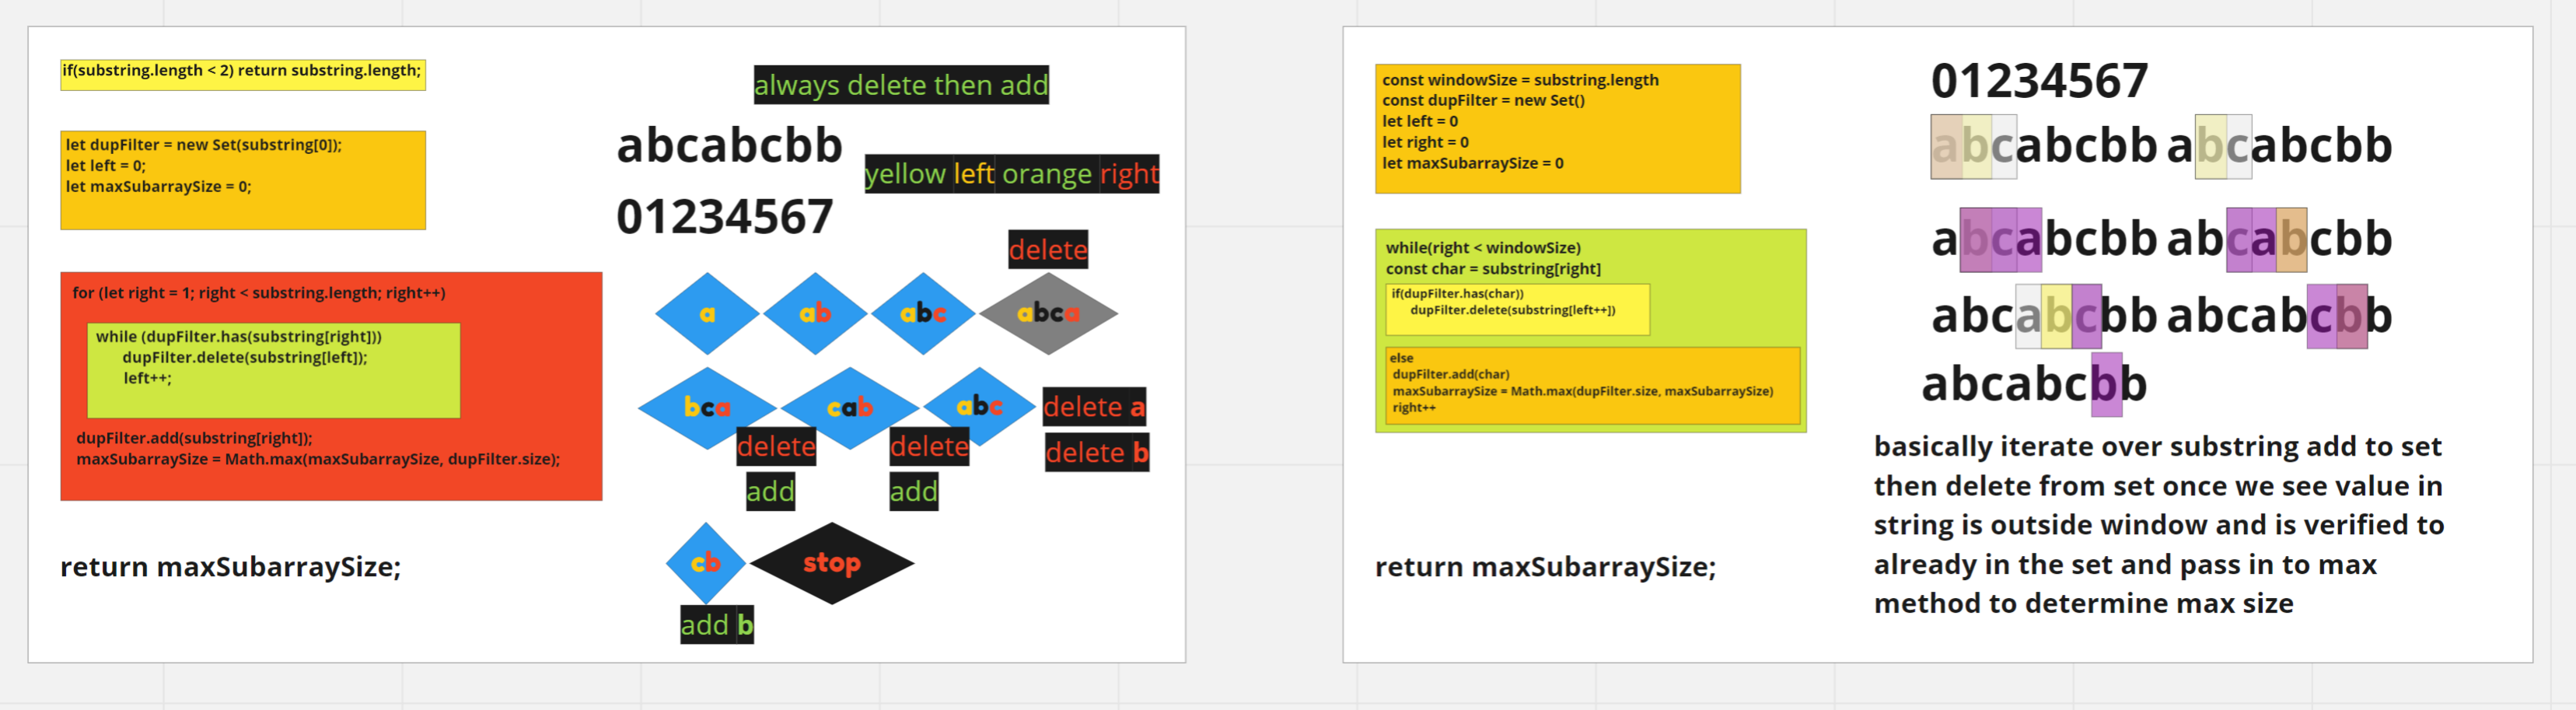 if(substring.length < 2) return substring.length;
let dupFilter = new Set(substring[0]);
let left = 0;
let maxSubarraySize = 0;
for (let right = 1; right < substring.length; right++)
while (dupFilter.has(substring[right]))
dupFilter.delete(substring[left]);
left++;
dupFilter.add(substring[right]);
maxSubarraySize = Math.max(maxSubarraySize, dupFilter.size);
return maxSubarraySize;
always delete then add
abcabcbb
yellow left orange right
01234567
delete
a ab abc abca
bca cab abc
delete a
delete delete
delete b
add add
cb stop
add b
const windowSize = substring.length
const dupFilter = new Set()
let left = 0
let right = 0
let maxSubarraySize = 0
while(right < windowSize)
const char = substring[right]
if(dupFilter.has(char))
dupFilter.delete(substring[left++])
else
dupFilter.add(char)
maxSubarraySize = Math.max(dupFilter.size, maxSubarraySize)
right++
return maxSubarraySize;
01234567
abcabcbb abcabcbb
abcabcbb abcabcbb
abcabcbb abcabcbb
abcabcbb
basically iterate over substring add to set
then delete from set once we see value in
string is outside window and is verified to
already in the set and pass in to max
method to determine max size